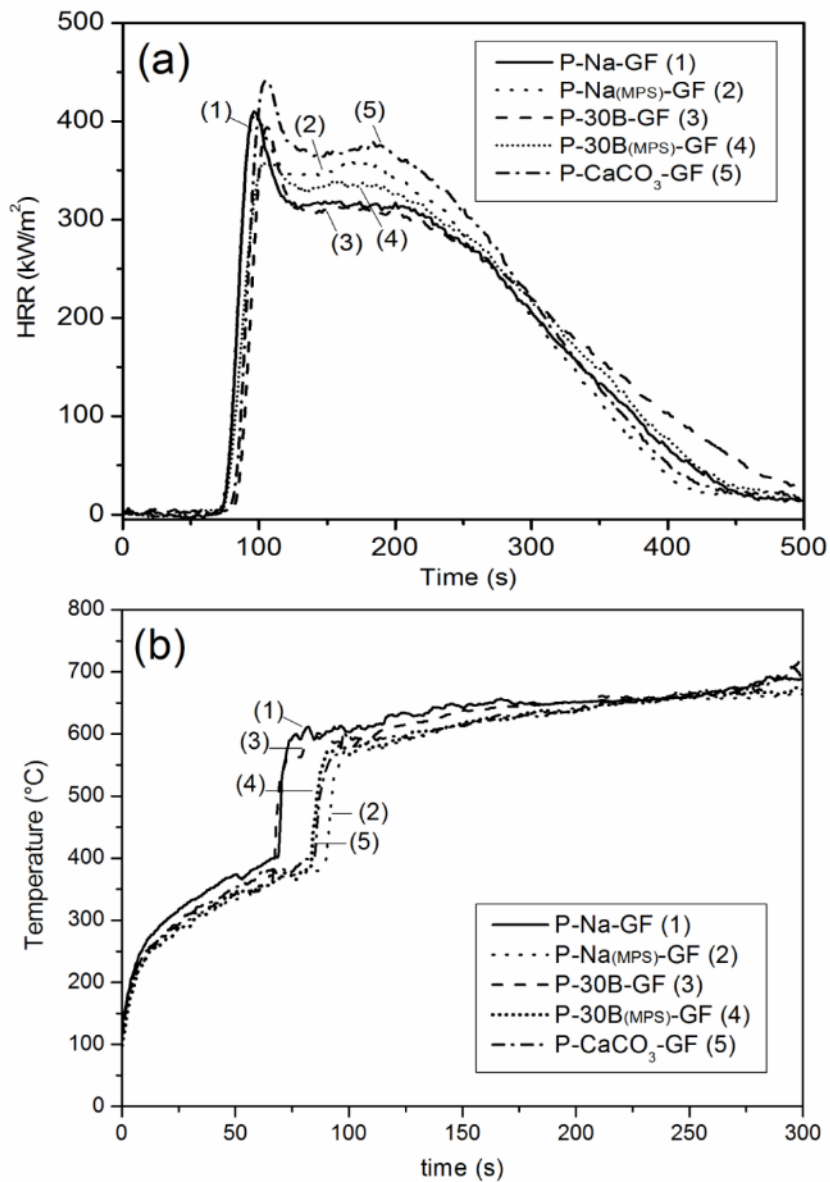 (a)
HRR (kW/m²)
500
400
300
200
100
0
P-Na-GF (1)
P-Na(MPS)-GF (2)
P-30B-GF (3)
P-30B(MPS)-GF (4)
P-CaCO₃-GF (5)
(1)
(2)
(5)
(3)
(4)
0 100 200 300 400 500
Time (s)
(b)
Temperature (°C)
800
700
600
500
400
300
200
100
0
(1)
(3)
(4)
(2)
(5)
P-Na-GF (1)
P-Na(MPS)-GF (2)
P-30B-GF (3)
P-30B(MPS)-GF (4)
P-CaCO₃-GF (5)
0 50 100 150 200 250 300
time (s)